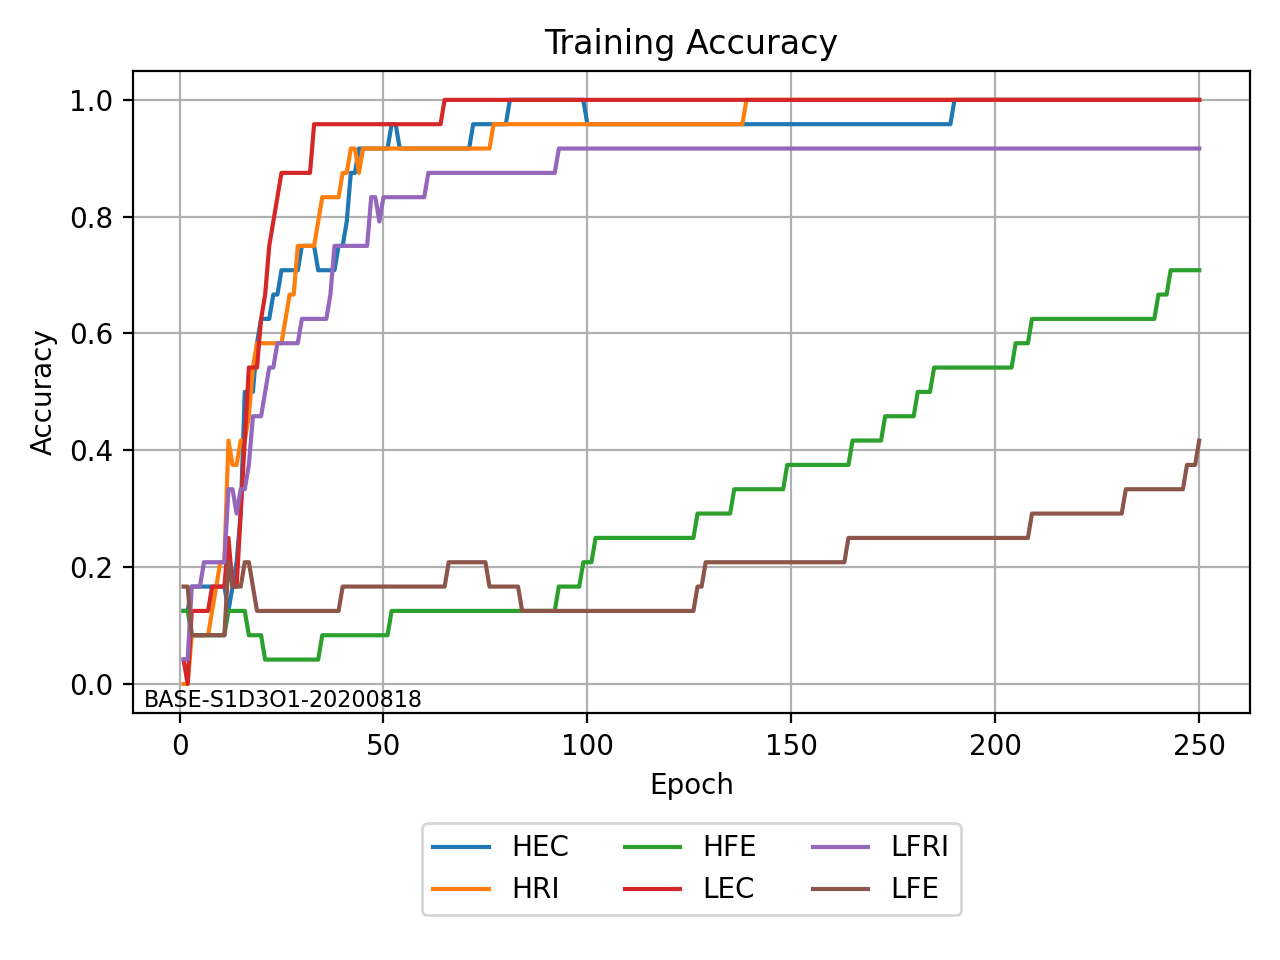 Training Accuracy
1.0
0.8
0.6
0.4
0.2
0.0
Accuracy
BASE-S1D3O1-20200818
0 50 100 150 200 250
Epoch
HEC HFE LFRI
HRI LEC LFE